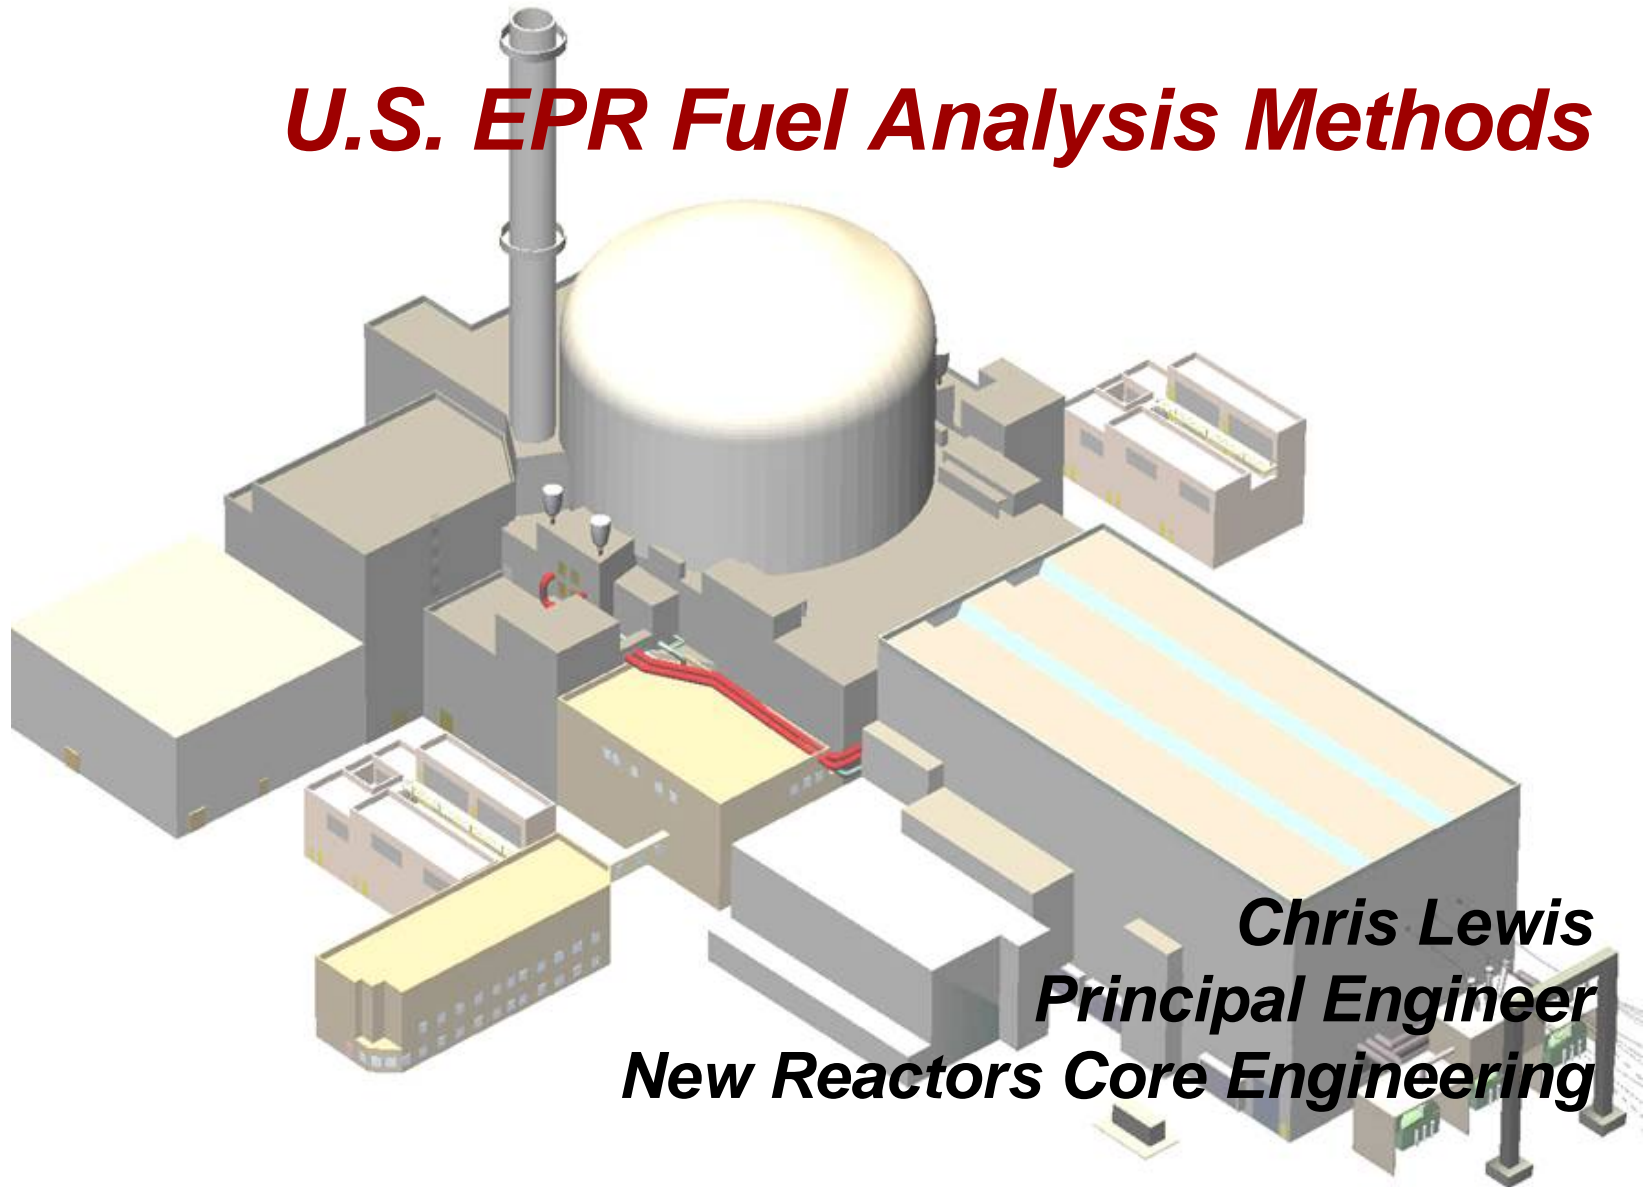 U.S. EPR Fuel Analysis Methods
Chris Lewis
Principal Engineer
New Reactors Core Engineering